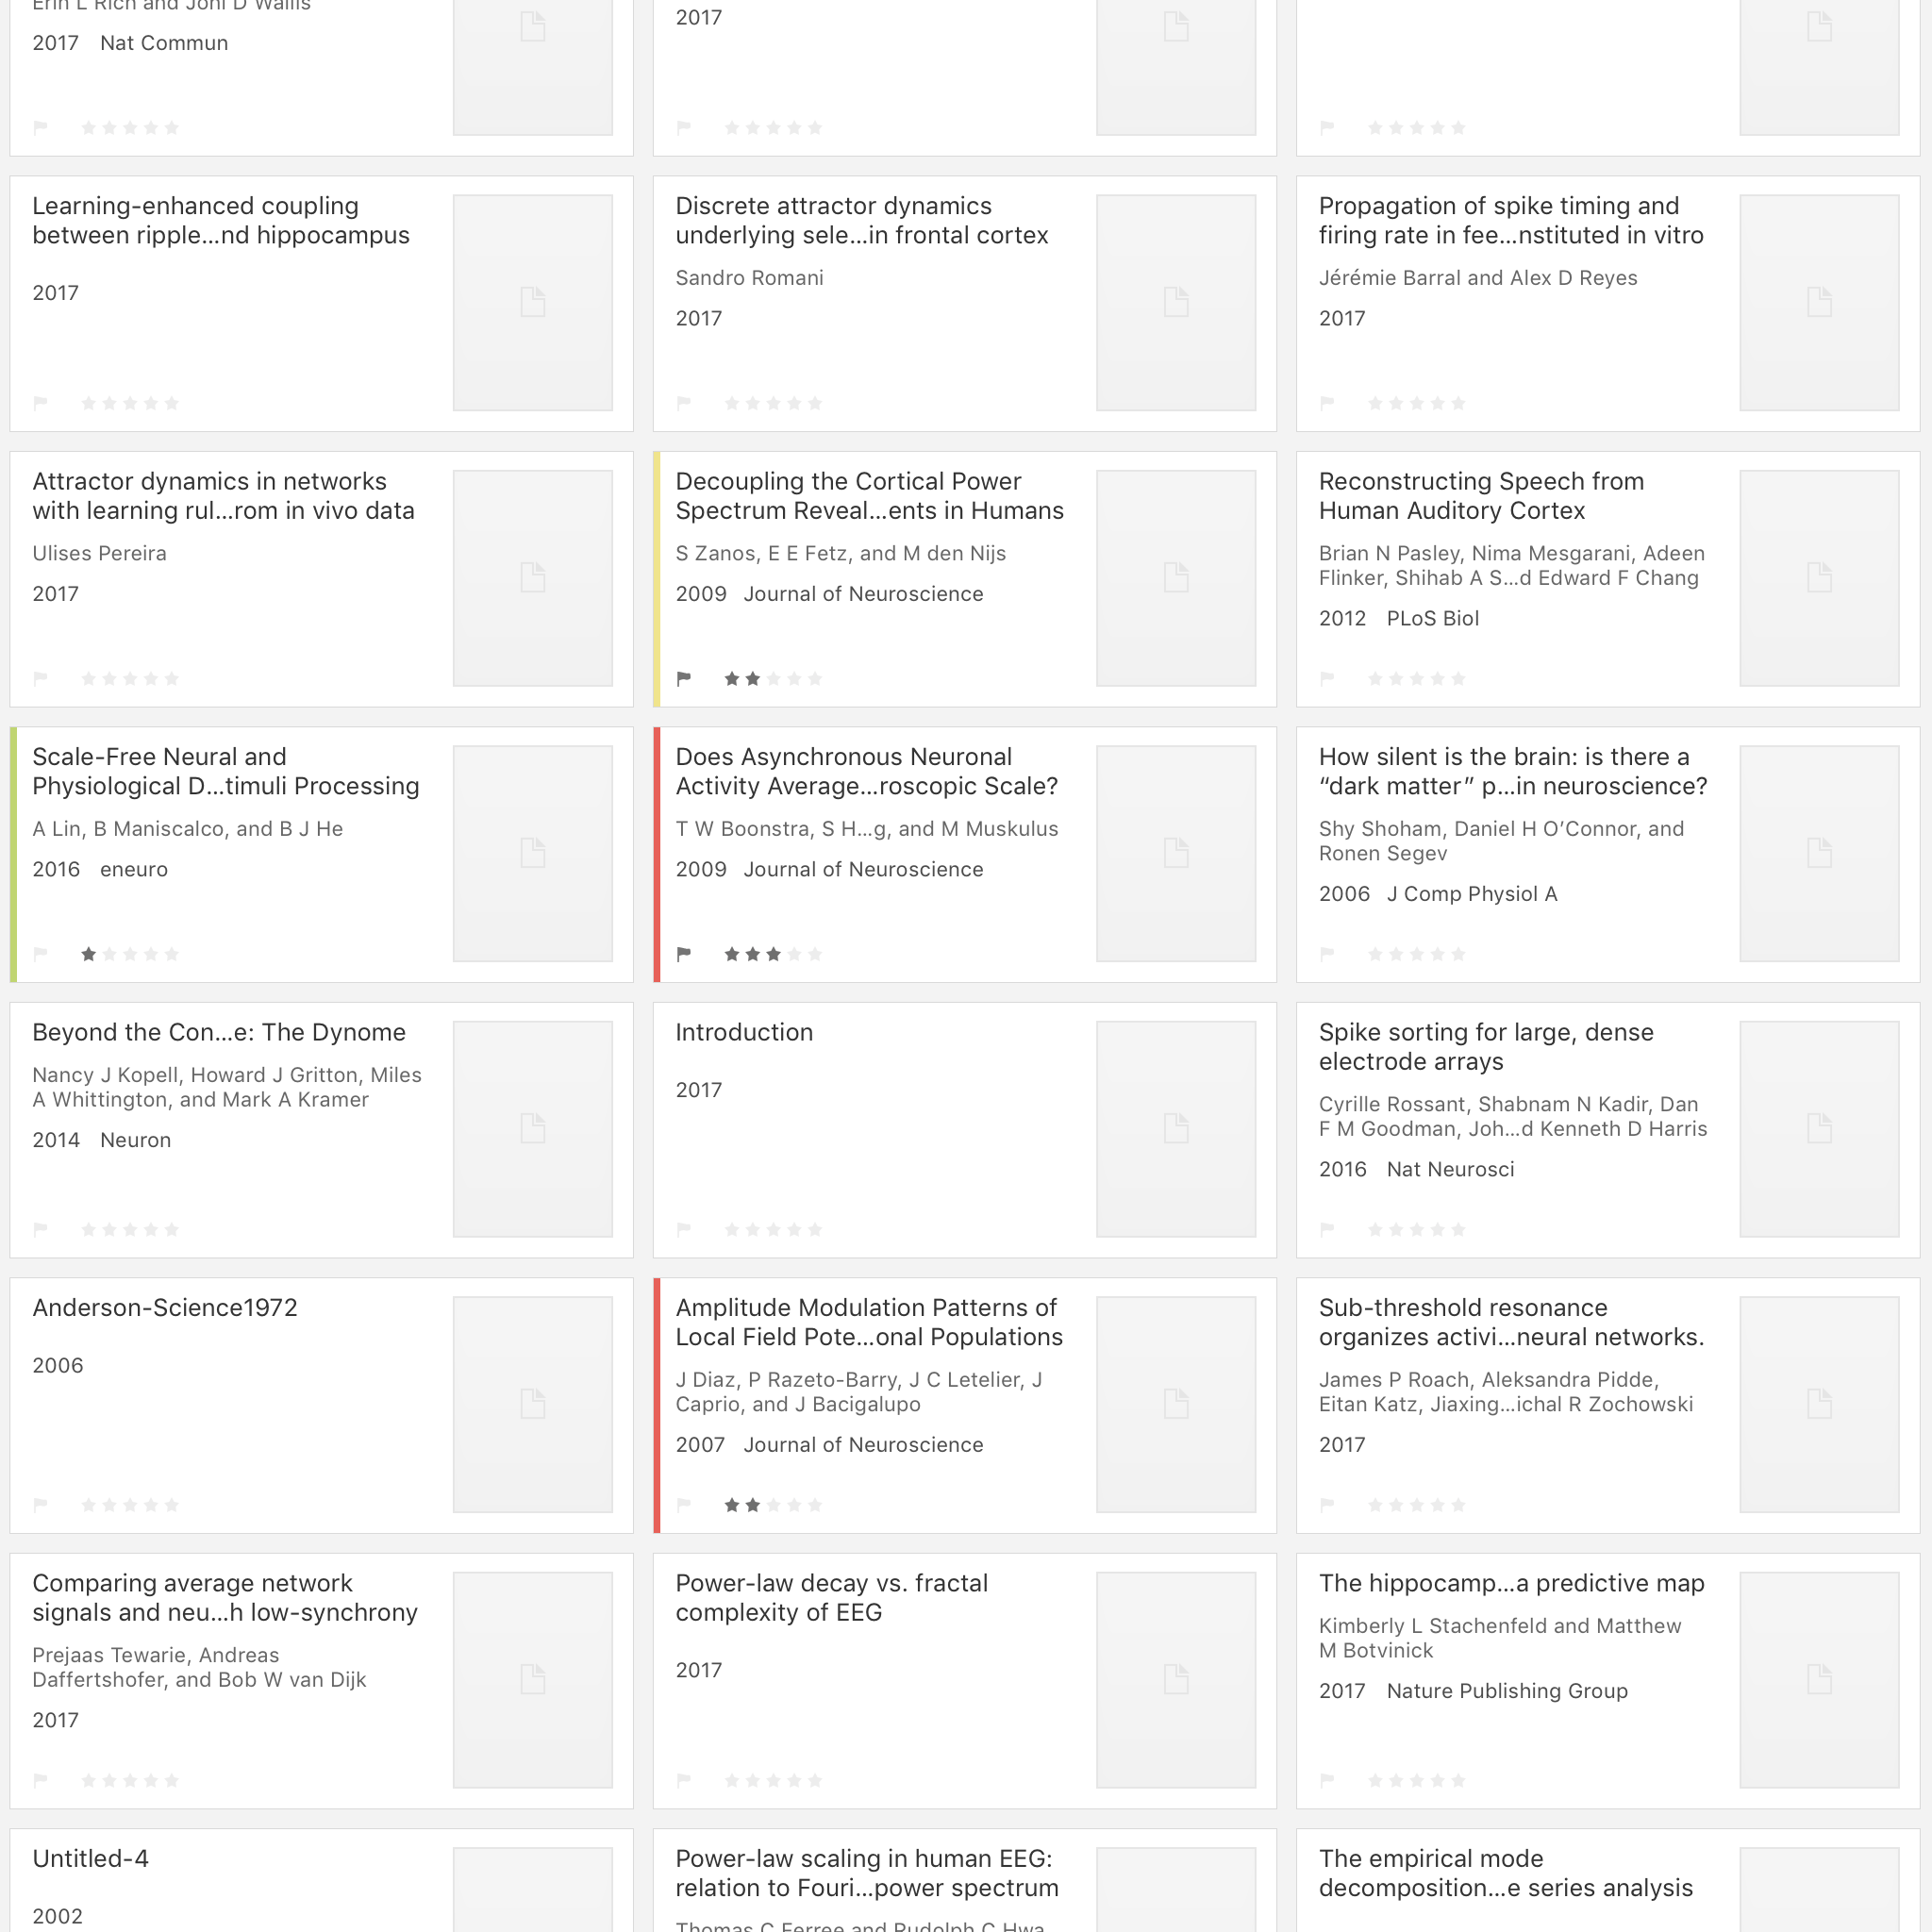 Erin L Rich and Joni D Wallis
2017 Nat Commun
2017
Learning-enhanced coupling
between ripple...nd hippocampus
2017
Discrete attractor dynamics
underlying sele...in frontal cortex
Sandro Romani
2017
Propagation of spike timing and
firing rate in fee...nstituted in vitro
Jérémie Barral and Alex D Reyes
2017
Attractor dynamics in networks
with learning rul...rom in vivo data
Ulises Pereira
2017
Decoupling the Cortical Power
Spectrum Reveal...ents in Humans
S Zanos, E E Fetz, and M den Nijs
2009 Journal of Neuroscience
Reconstructing Speech from
Human Auditory Cortex
Brian N Pasley, Nima Mesgarani, Adeen
Flinker, Shihab A S...d Edward F Chang
2012 PLoS Biol
Scale-Free Neural and
Physiological D...timuli Processing
A Lin, B Maniscalco, and B J He
2016 eneuro
Does Asynchronous Neuronal
Activity Average...roscopic Scale?
T W Boonstra, S H...g, and M Muskulus
2009 Journal of Neuroscience
How silent is the brain: is there a
“dark matter” p...in neuroscience?
Shy Shoham, Daniel H O’Connor, and
Ronen Segev
2006 J Comp Physiol A
Beyond the Con...e: The Dynome
Nancy J Kopell, Howard J Gritton, Miles
A Whittington, and Mark A Kramer
2014 Neuron
Introduction
2017
Spike sorting for large, dense
electrode arrays
Cyrille Rossant, Shabnam N Kadir, Dan
F M Goodman, Joh...d Kenneth D Harris
2016 Nat Neurosci
Anderson-Science1972
2006
Amplitude Modulation Patterns of
Local Field Pote...onal Populations
J Diaz, P Razeto-Barry, J C Letelier, J
Caprio, and J Bacigalupo
2007 Journal of Neuroscience
Sub-threshold resonance
organizes activi...neural networks.
James P Roach, Aleksandra Pidde,
Eitan Katz, Jiaxing...ichal R Zochowski
2017
Comparing average network
signals and neu...h low-synchrony
Prejaas Tewarie, Andreas
Daffertshofer, and Bob W van Dijk
2017
Power-law decay vs. fractal
complexity of EEG
2017
The hippocamp...a predictive map
Kimberly L Stachenfeld and Matthew
M Botvinick
2017 Nature Publishing Group
Untitled-4
2002
Power-law scaling in human EEG:
relation to Fouri...power spectrum
Thomas C Ferree and Rudolph C Hwa
The empirical mode
decomposition...e series analysis